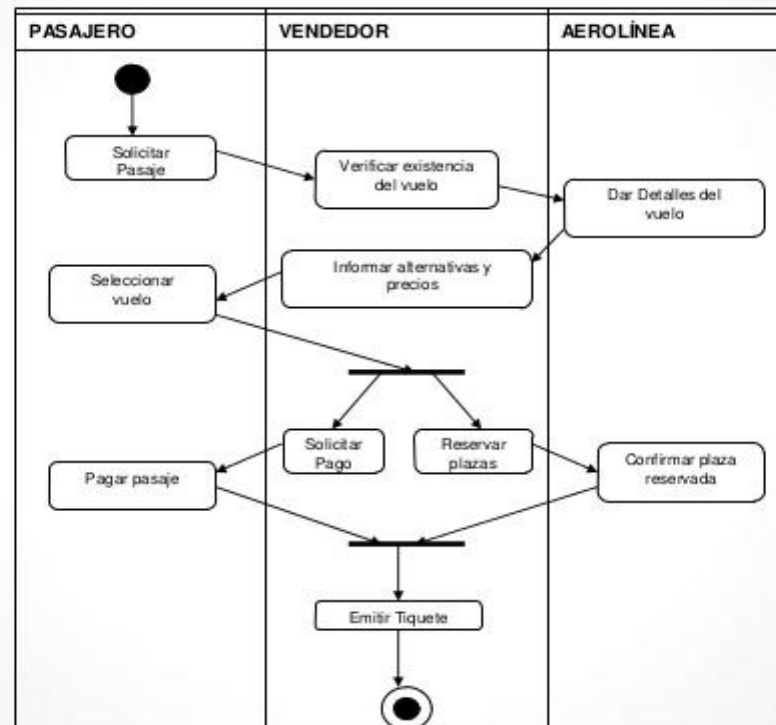 PASAJERO
VENDEDOR
AEROLÍNEA
Solicitar
Pasaje
Verificar existencia
del vuelo
Dar Detalles del
vuelo
Informar alternativas y
precios
Seleccionar
vuelo
Solicitar
Pago
Reservar
plazas
Confirmar plaza
reservada
Pagar pasaje
Emitir Tiquete